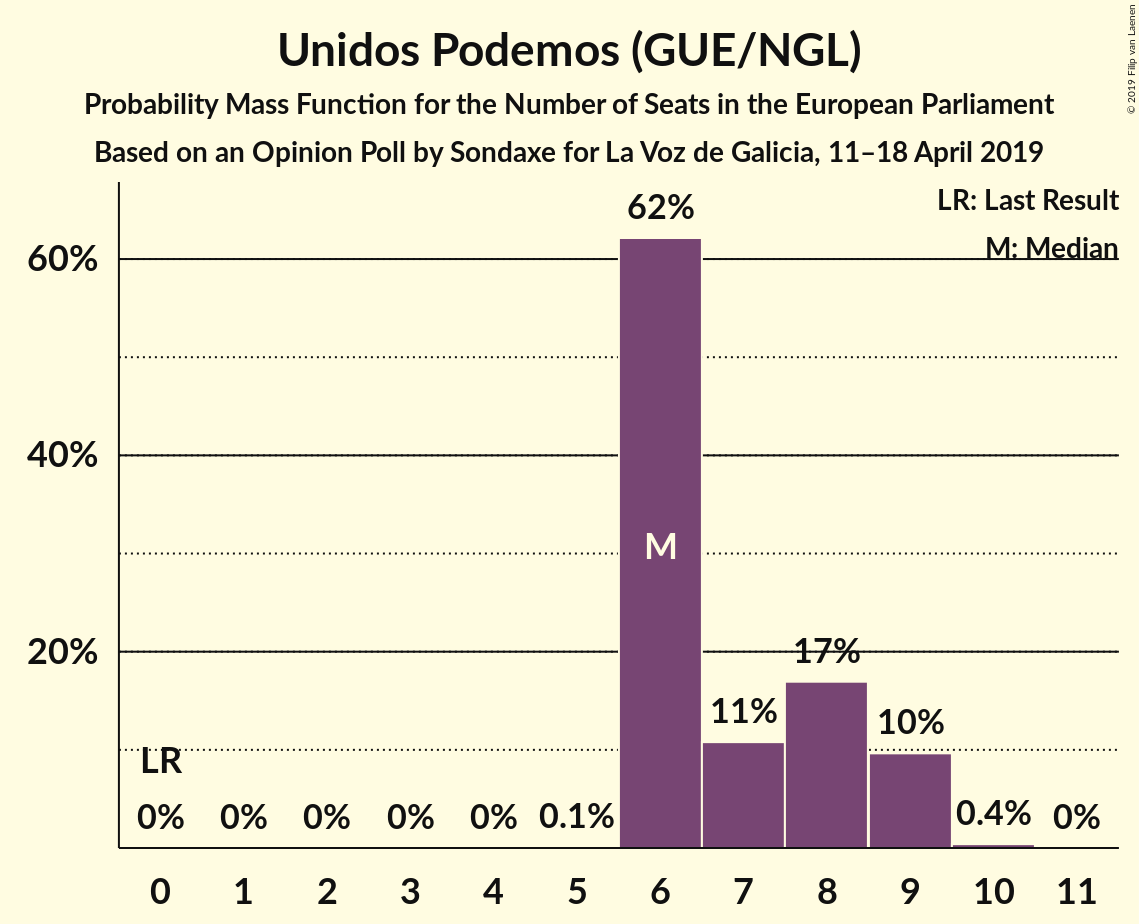 Unidos Podemos (GUE/NGL)
Probability Mass Function for the Number of Seats in the European Parliament
Based on an Opinion Poll by Sondaxe for La Voz de Galicia, 11–18 April 2019
© 2019 Filip van Laenen
LR: Last Result
M: Median
62%
60%
40%
M
20%
17%
11%
10%
LR
0%
0%
0%
0%
0%
0.1%
0.4%
0%
0 1 2 3 4 5 6 7 8 9 10 11